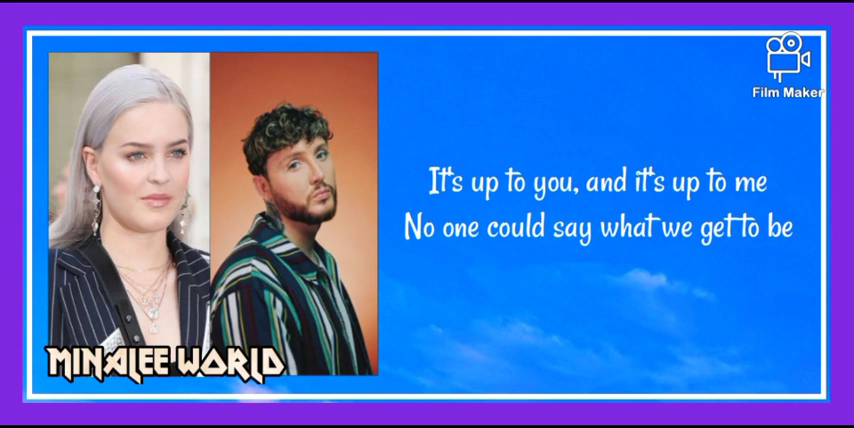 Film Maker
It's up to you, and it's up to me
No one could say what we get to be
MINALEE WORLD